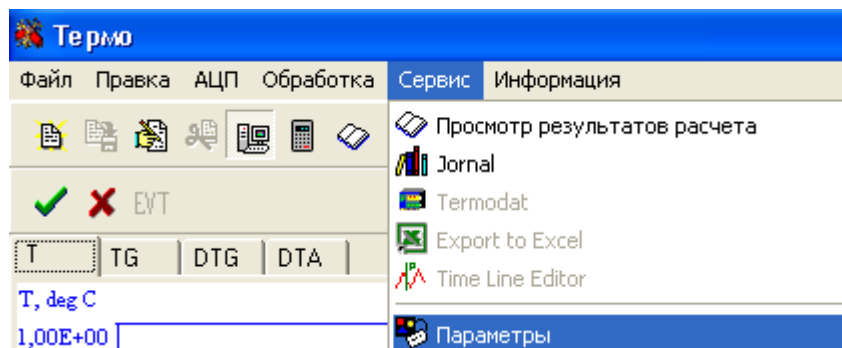 Термо
Файл Правка АЦП Обработка Сервис Информация
Просмотр результатов расчета
Jornal
EVT
Termodat
Export to Excel
T TG DTG DTA
Time Line Editor
T, deg C
1,00E+00
Параметры